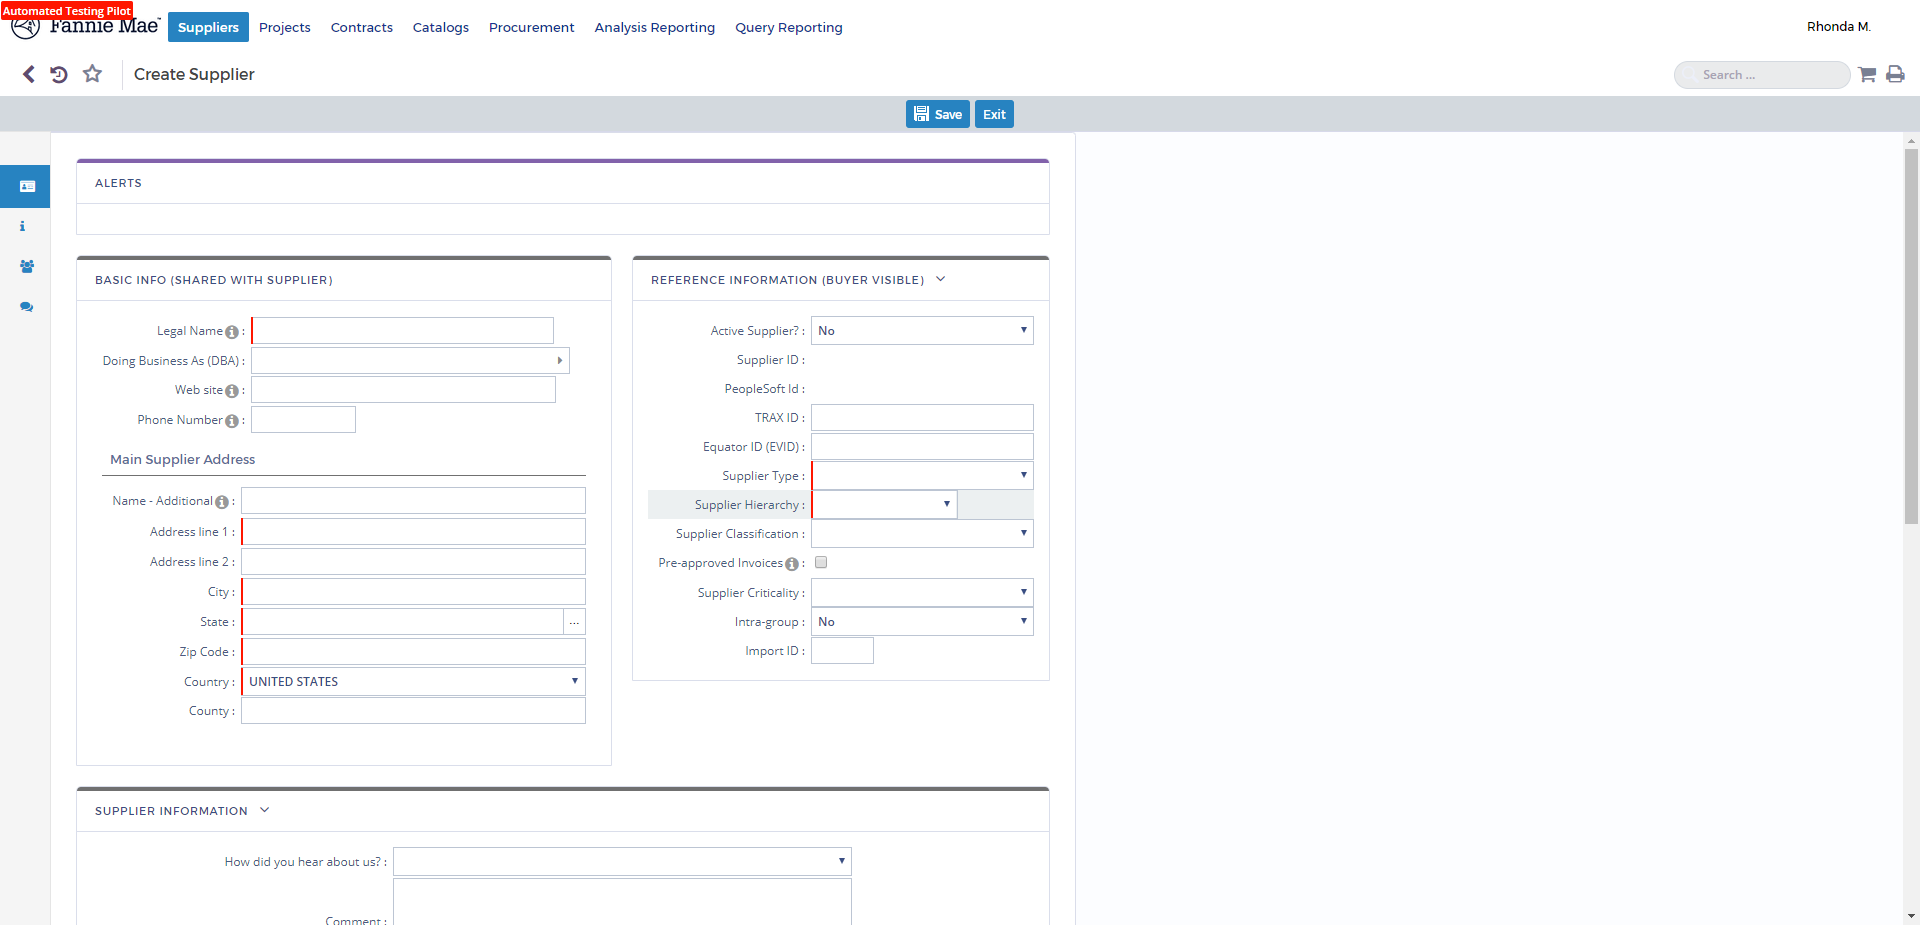 Automated Testing Pilot
Fannie Mae
Suppliers Projects Contracts Catalogs Procurement Analysis Reporting Query Reporting
Rhonda M.
Create Supplier
Search ...
Save Exit
ALERTS
BASIC INFO (SHARED WITH SUPPLIER)
Legal Name :
Doing Business As (DBA) :
Web site :
Phone Number :
Main Supplier Address
Name - Additional :
Address line 1 :
Address line 2 :
City :
State : ...
Zip Code :
Country : UNITED STATES
County :
REFERENCE INFORMATION (BUYER VISIBLE)
Active Supplier? : No
Supplier ID :
PeopleSoft Id :
TRAX ID :
Equator ID (EVID) :
Supplier Type :
Supplier Hierarchy :
Supplier Classification :
Pre-approved Invoices :
Supplier Criticality :
Intra-group : No
Import ID :
SUPPLIER INFORMATION
How did you hear about us? :
Comment :